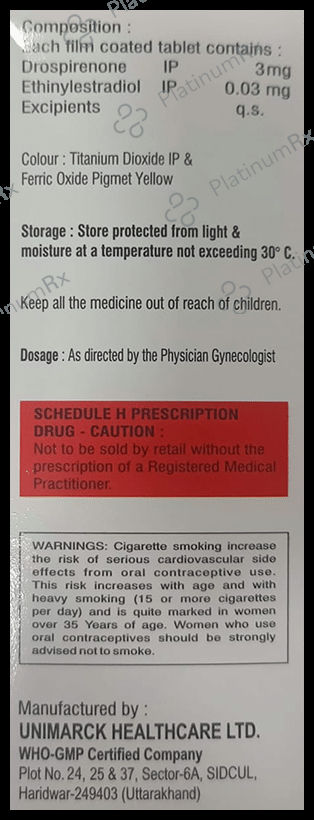 Composition :
Each film coated tablet contains :
Drospirenone IP 3mg
Ethinylestradiol IP 0.03 mg
Excipients q.s.
Colour : Titanium Dioxide IP &
Ferric Oxide Pigmet Yellow
Storage : Store protected from light &
moisture at a temperature not exceeding 30° C.
Keep all the medicine out of reach of children.
Dosage : As directed by the Physician Gynecologist
SCHEDULE H PRESCRIPTION
DRUG - CAUTION :
Not to be sold by retail without the
prescription of a Registered Medical
Practitioner.
WARNINGS: Cigarette smoking increase
the risk of serious cardiovascular side
effects from oral contraceptive use.
This risk increases with age and with
heavy smoking (15 or more cigarettes
per day) and is quite marked in women
over 35 Years of age. Women who use
oral contraceptives should be strongly
advised not to smoke.
Manufactured by :
UNIMARCK HEALTHCARE LTD.
WHO-GMP Certified Company
Plot No. 24, 25 & 37, Sector-6A, SIDCUL,
Haridwar-249403 (Uttarakhand)
PlatinumRx
PlatinumRx
PlatinumRx